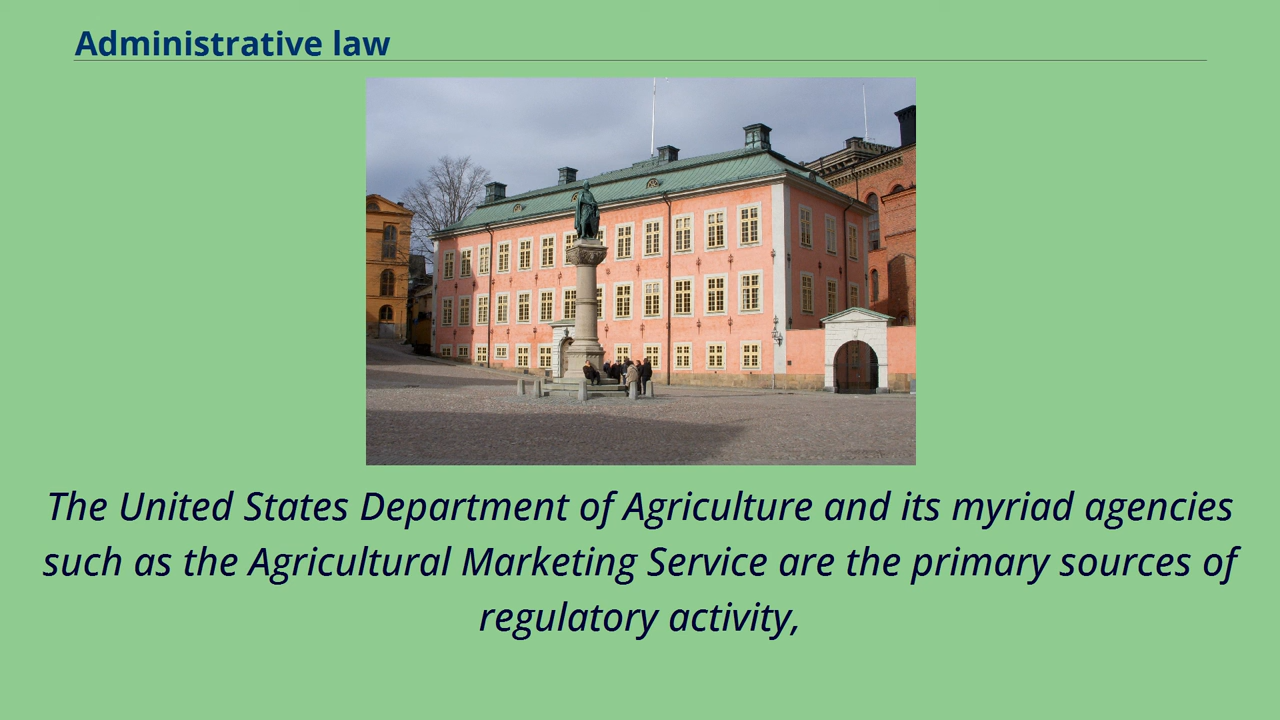 Administrative law
The United States Department of Agriculture and its myriad agencies
such as the Agricultural Marketing Service are the primary sources of
regulatory activity,